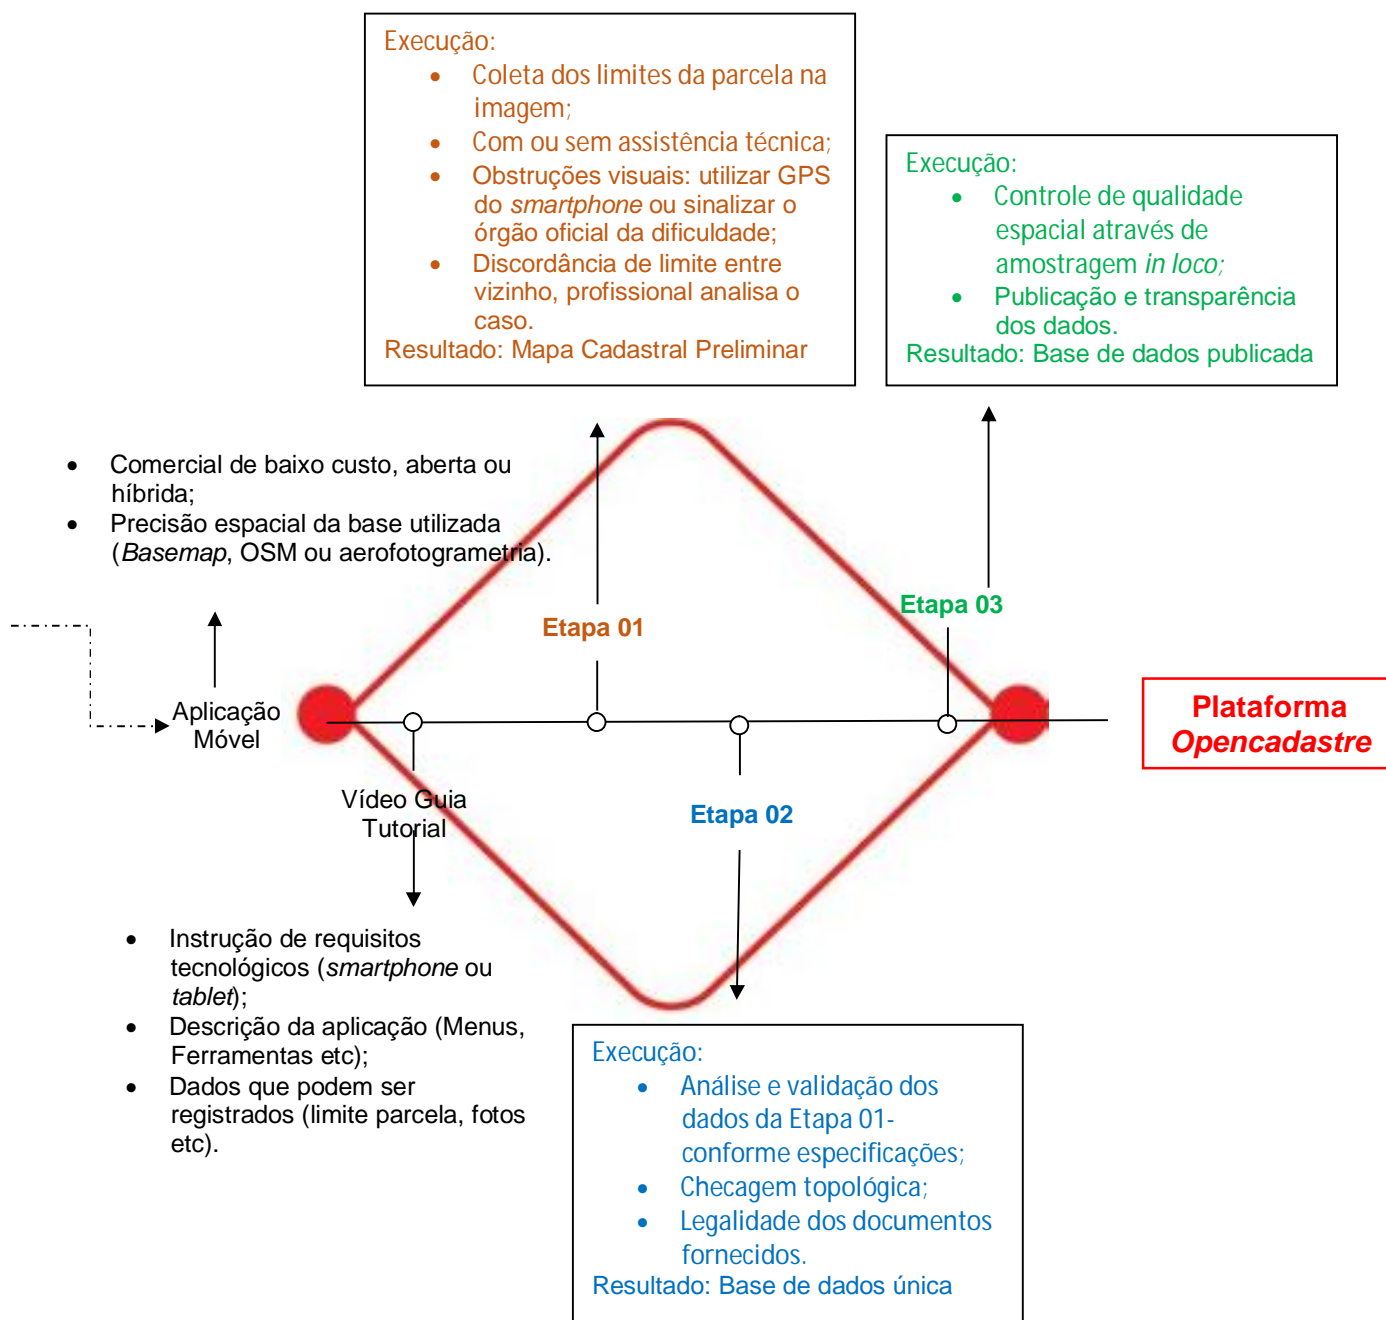 Execução:
• Coleta dos limites da parcela na
imagem;
• Com ou sem assistência técnica;
• Obstruções visuais: utilizar GPS
do smartphone ou sinalizar o
órgão oficial da dificuldade;
• Discordância de limite entre
vizinho, profissional analisa o
caso.
Resultado: Mapa Cadastral Preliminar
Execução:
• Controle de qualidade
espacial através de
amostragem in loco;
• Publicação e transparência
dos dados.
Resultado: Base de dados publicada
• Comercial de baixo custo, aberta ou
híbrida;
• Precisão espacial da base utilizada
(Basemap, OSM ou aerofotogrametria).
Etapa 01
Etapa 03
Aplicação
Móvel
Plataforma
Opencadastre
Vídeo Guia
Tutorial
Etapa 02
• Instrução de requisitos
tecnológicos (smartphone ou
tablet);
• Descrição da aplicação (Menus,
Ferramentas etc);
• Dados que podem ser
registrados (limite parcela, fotos
etc).
Execução:
• Análise e validação dos
dados da Etapa 01-
conforme especificações;
• Checagem topológica;
• Legalidade dos documentos
fornecidos.
Resultado: Base de dados única